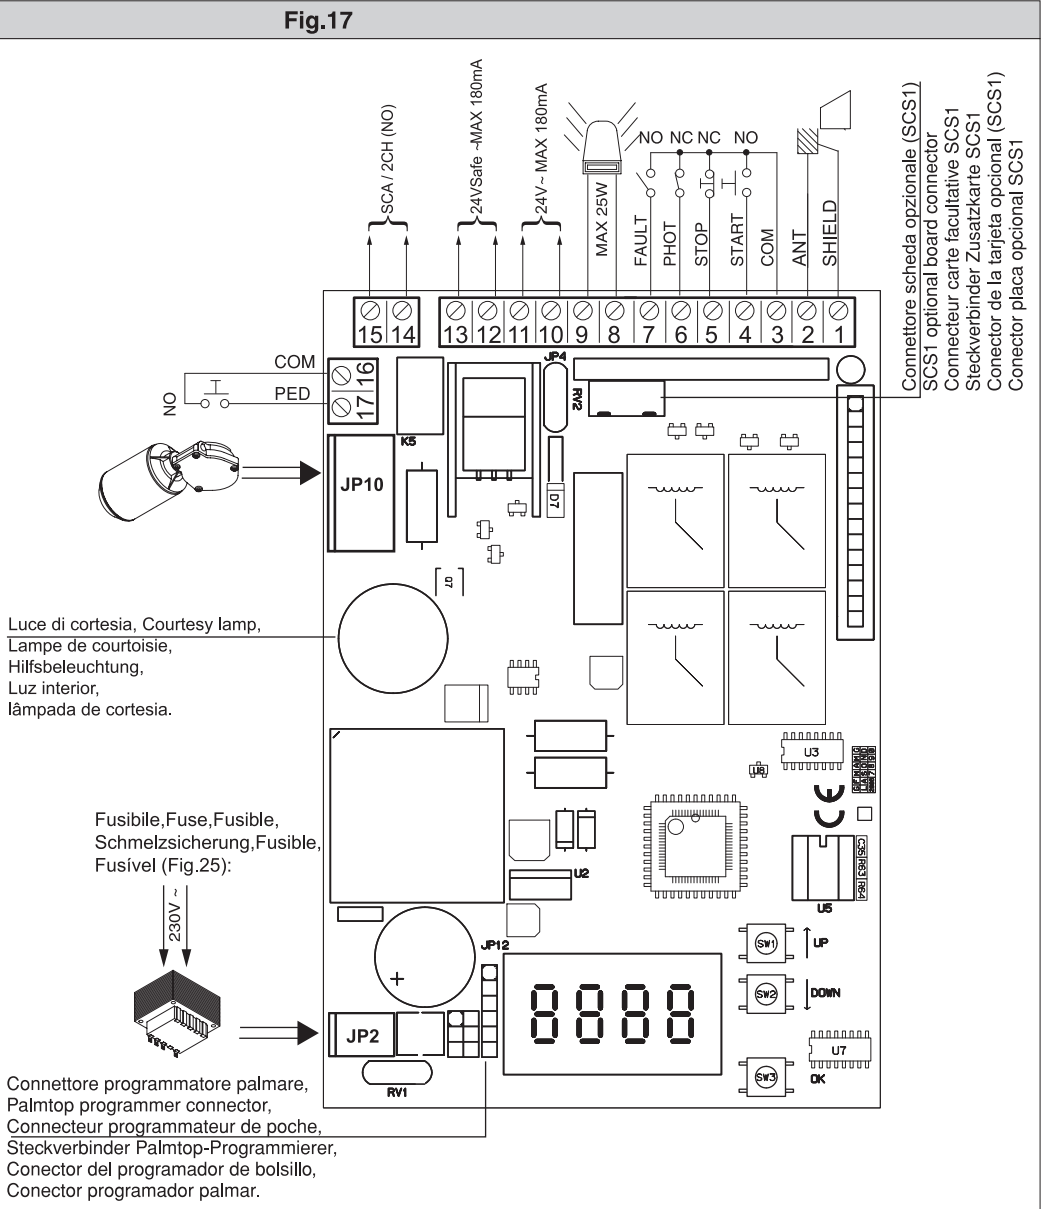 Fig.17
SCA / 2CH (NO)
24VSafe ~MAX 180mA
24V~ MAX 180mA
MAX 25W
NO NC NC NO
FAULT
PHOT
STOP
START
COM
ANT
SHIELD
Connettore scheda opzionale (SCS1)
SCS1 optional board connector
Connecteur carte facultative SCS1
Steckverbinder Zusatzkarte SCS1
Conector de la tarjeta opcional (SCS1)
Conector placa opcional SCS1
15 14 13 12 11 10 9 8 7 6 5 4 3 2 1
COM
16
NO
PED
17
JP4
RV2
K5
JP10
D7
Q7
Luce di cortesia, Courtesy lamp,
Lampe de courtoisie,
Hilfsbeleuchtung,
Luz interior,
lâmpada de cortesia.
U3
U8
CE
Fusibile,Fuse,Fusible,
Schmelzsicherung,Fusible,
Fusível (Fig.25):
230V ~
U2
C35 R63 R64
U5
JP12
+
SW1 UP
SW2 DOWN
8888
JP2
U7
SW3 OK
RV1
Connettore programmatore palmare,
Palmtop programmer connector,
Connecteur programmateur de poche,
Steckverbinder Palmtop-Programmierer,
Conector del programador de bolsillo,
Conector programador palmar.